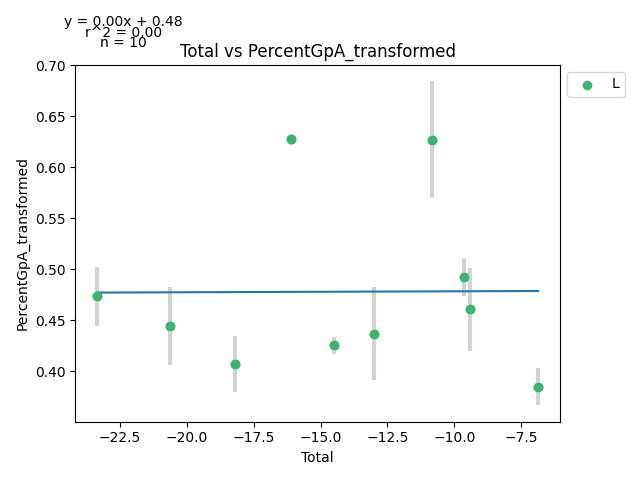 y = 0.00x + 0.48
r^2 = 0.00
n = 10
Total vs PercentGpA_transformed
L
PercentGpA_transformed
0.70
0.65
0.60
0.55
0.50
0.45
0.40
−22.5 −20.0 −17.5 −15.0 −12.5 −10.0 −7.5
Total